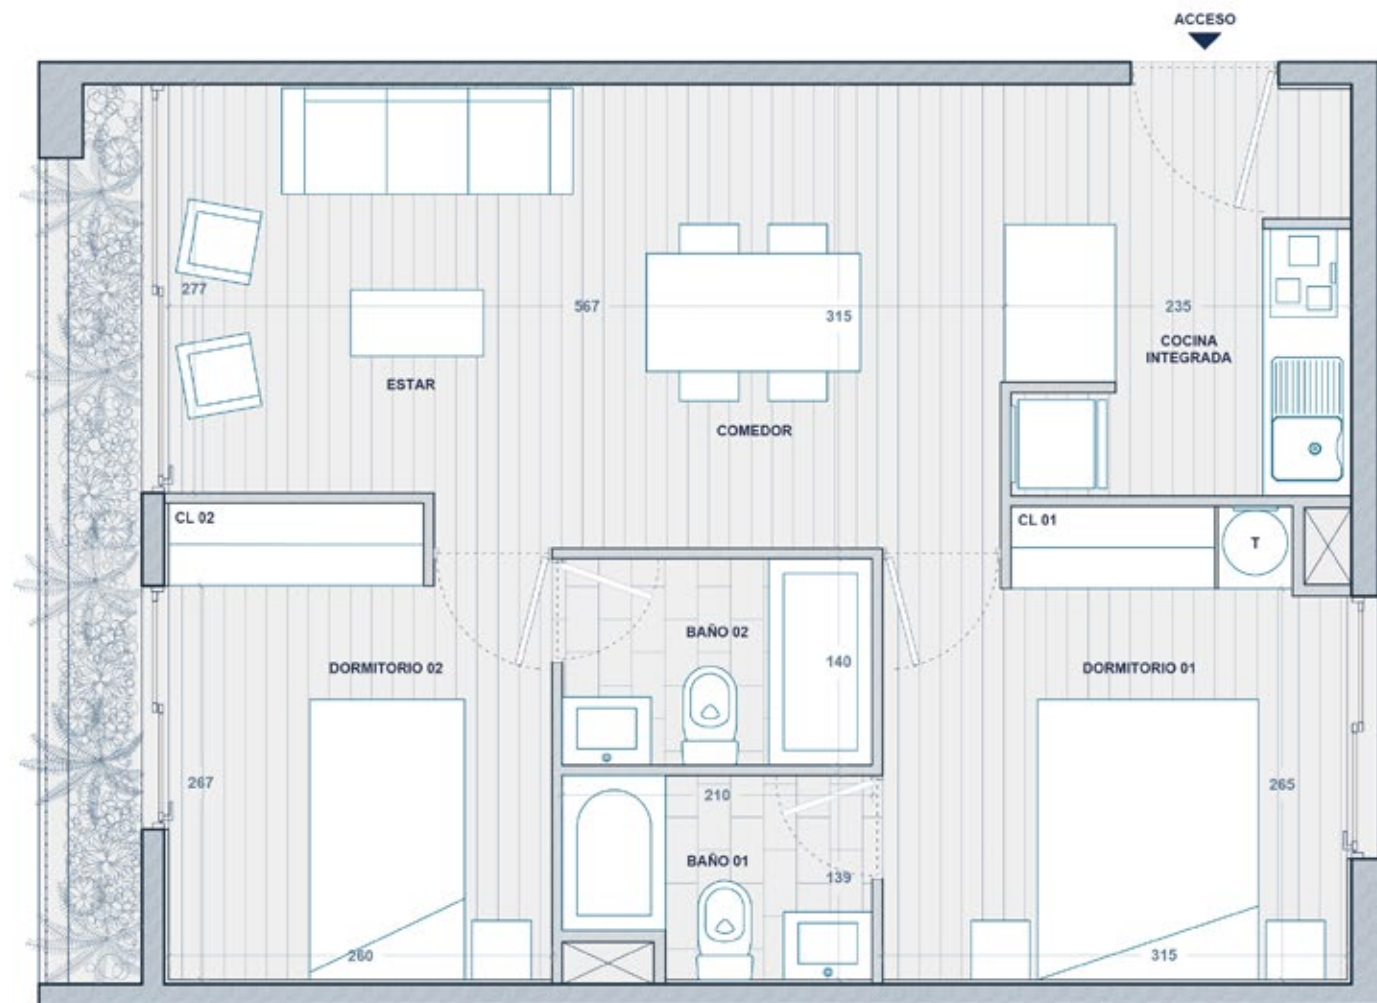 ACCESO
277
567
315
235
COCINA
INTEGRADA
ESTAR
COMEDOR
CL 02
CL 01
T
BAÑO 02
140
DORMITORIO 02
DORMITORIO 01
267
210
265
BAÑO 01
139
260
315